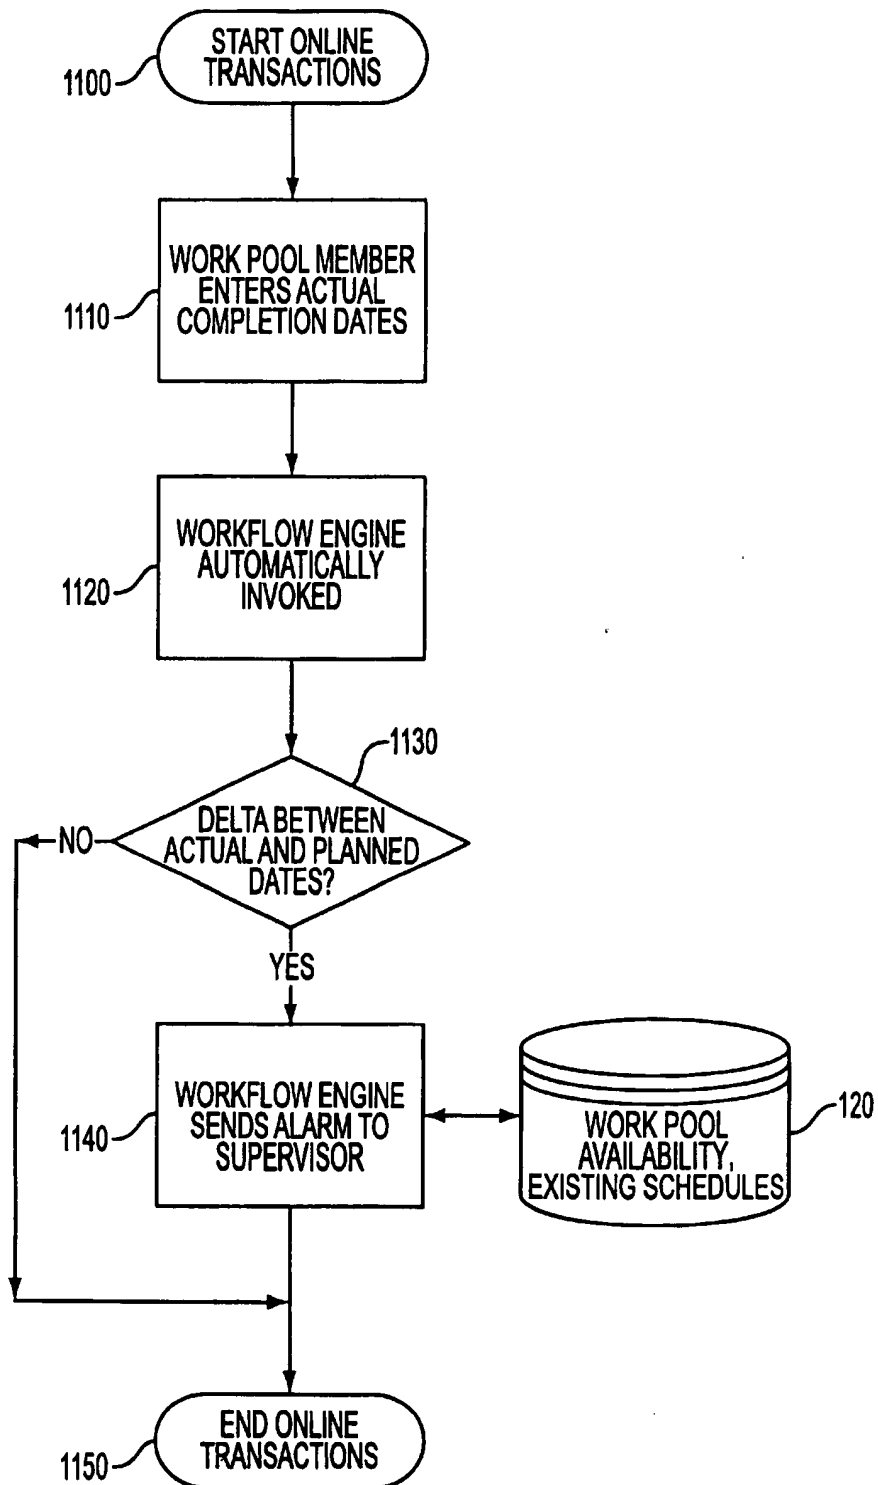 START ONLINE
TRANSACTIONS
1100
WORK POOL MEMBER
ENTERS ACTUAL
COMPLETION DATES
1110
WORKFLOW ENGINE
AUTOMATICALLY
INVOKED
1120
1130
DELTA BETWEEN
ACTUAL AND PLANNED
DATES?
NO
YES
WORKFLOW ENGINE
SENDS ALARM TO
SUPERVISOR
1140
120
WORK POOL
AVAILABILITY,
EXISTING SCHEDULES
END ONLINE
TRANSACTIONS
1150